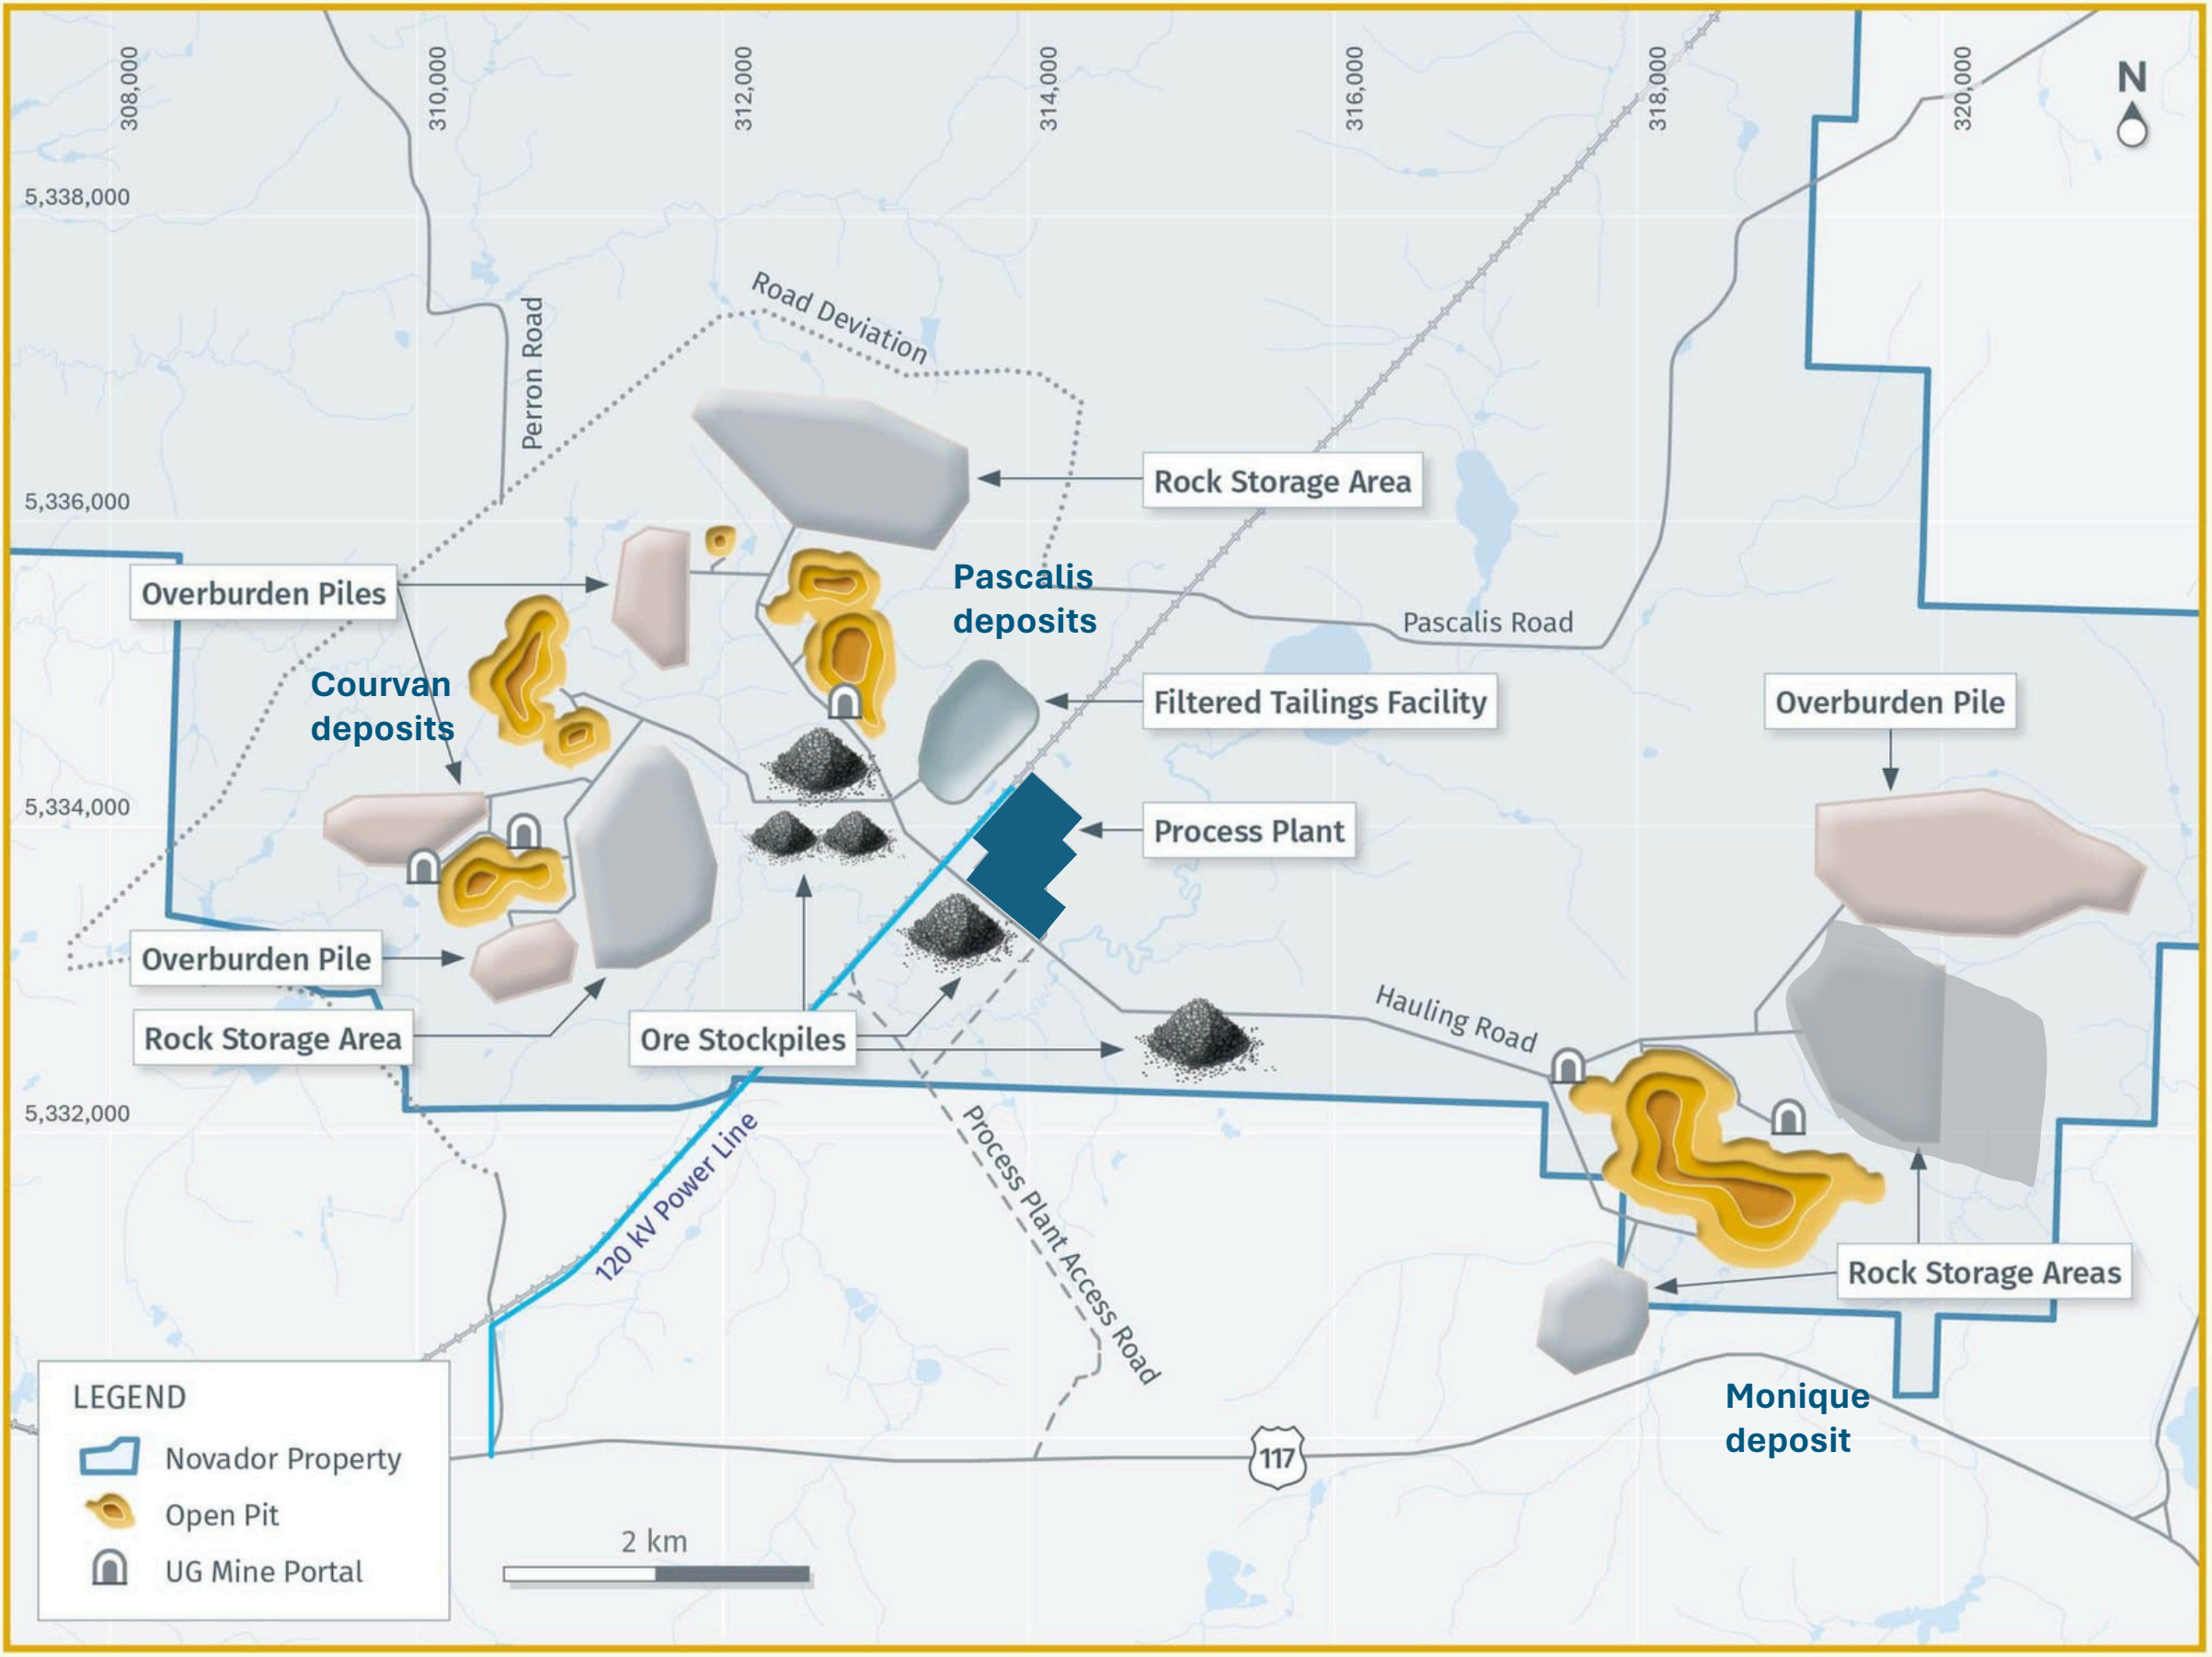 308,000
310,000
312,000
314,000
316,000
318,000
320,000
N
5,338,000
Road Deviation
Perron Road
Rock Storage Area
5,336,000
Pascalis
deposits
Overburden Piles
Pascalis Road
Courvan
deposits
Filtered Tailings Facility
Overburden Pile
5,334,000
Process Plant
Overburden Pile
Hauling Road
Rock Storage Area
Ore Stockpiles
5,332,000
120 kV Power Line
Process Plant Access Road
Rock Storage Areas
Monique
deposit
117
LEGEND
Novador Property
Open Pit
UG Mine Portal
2 km